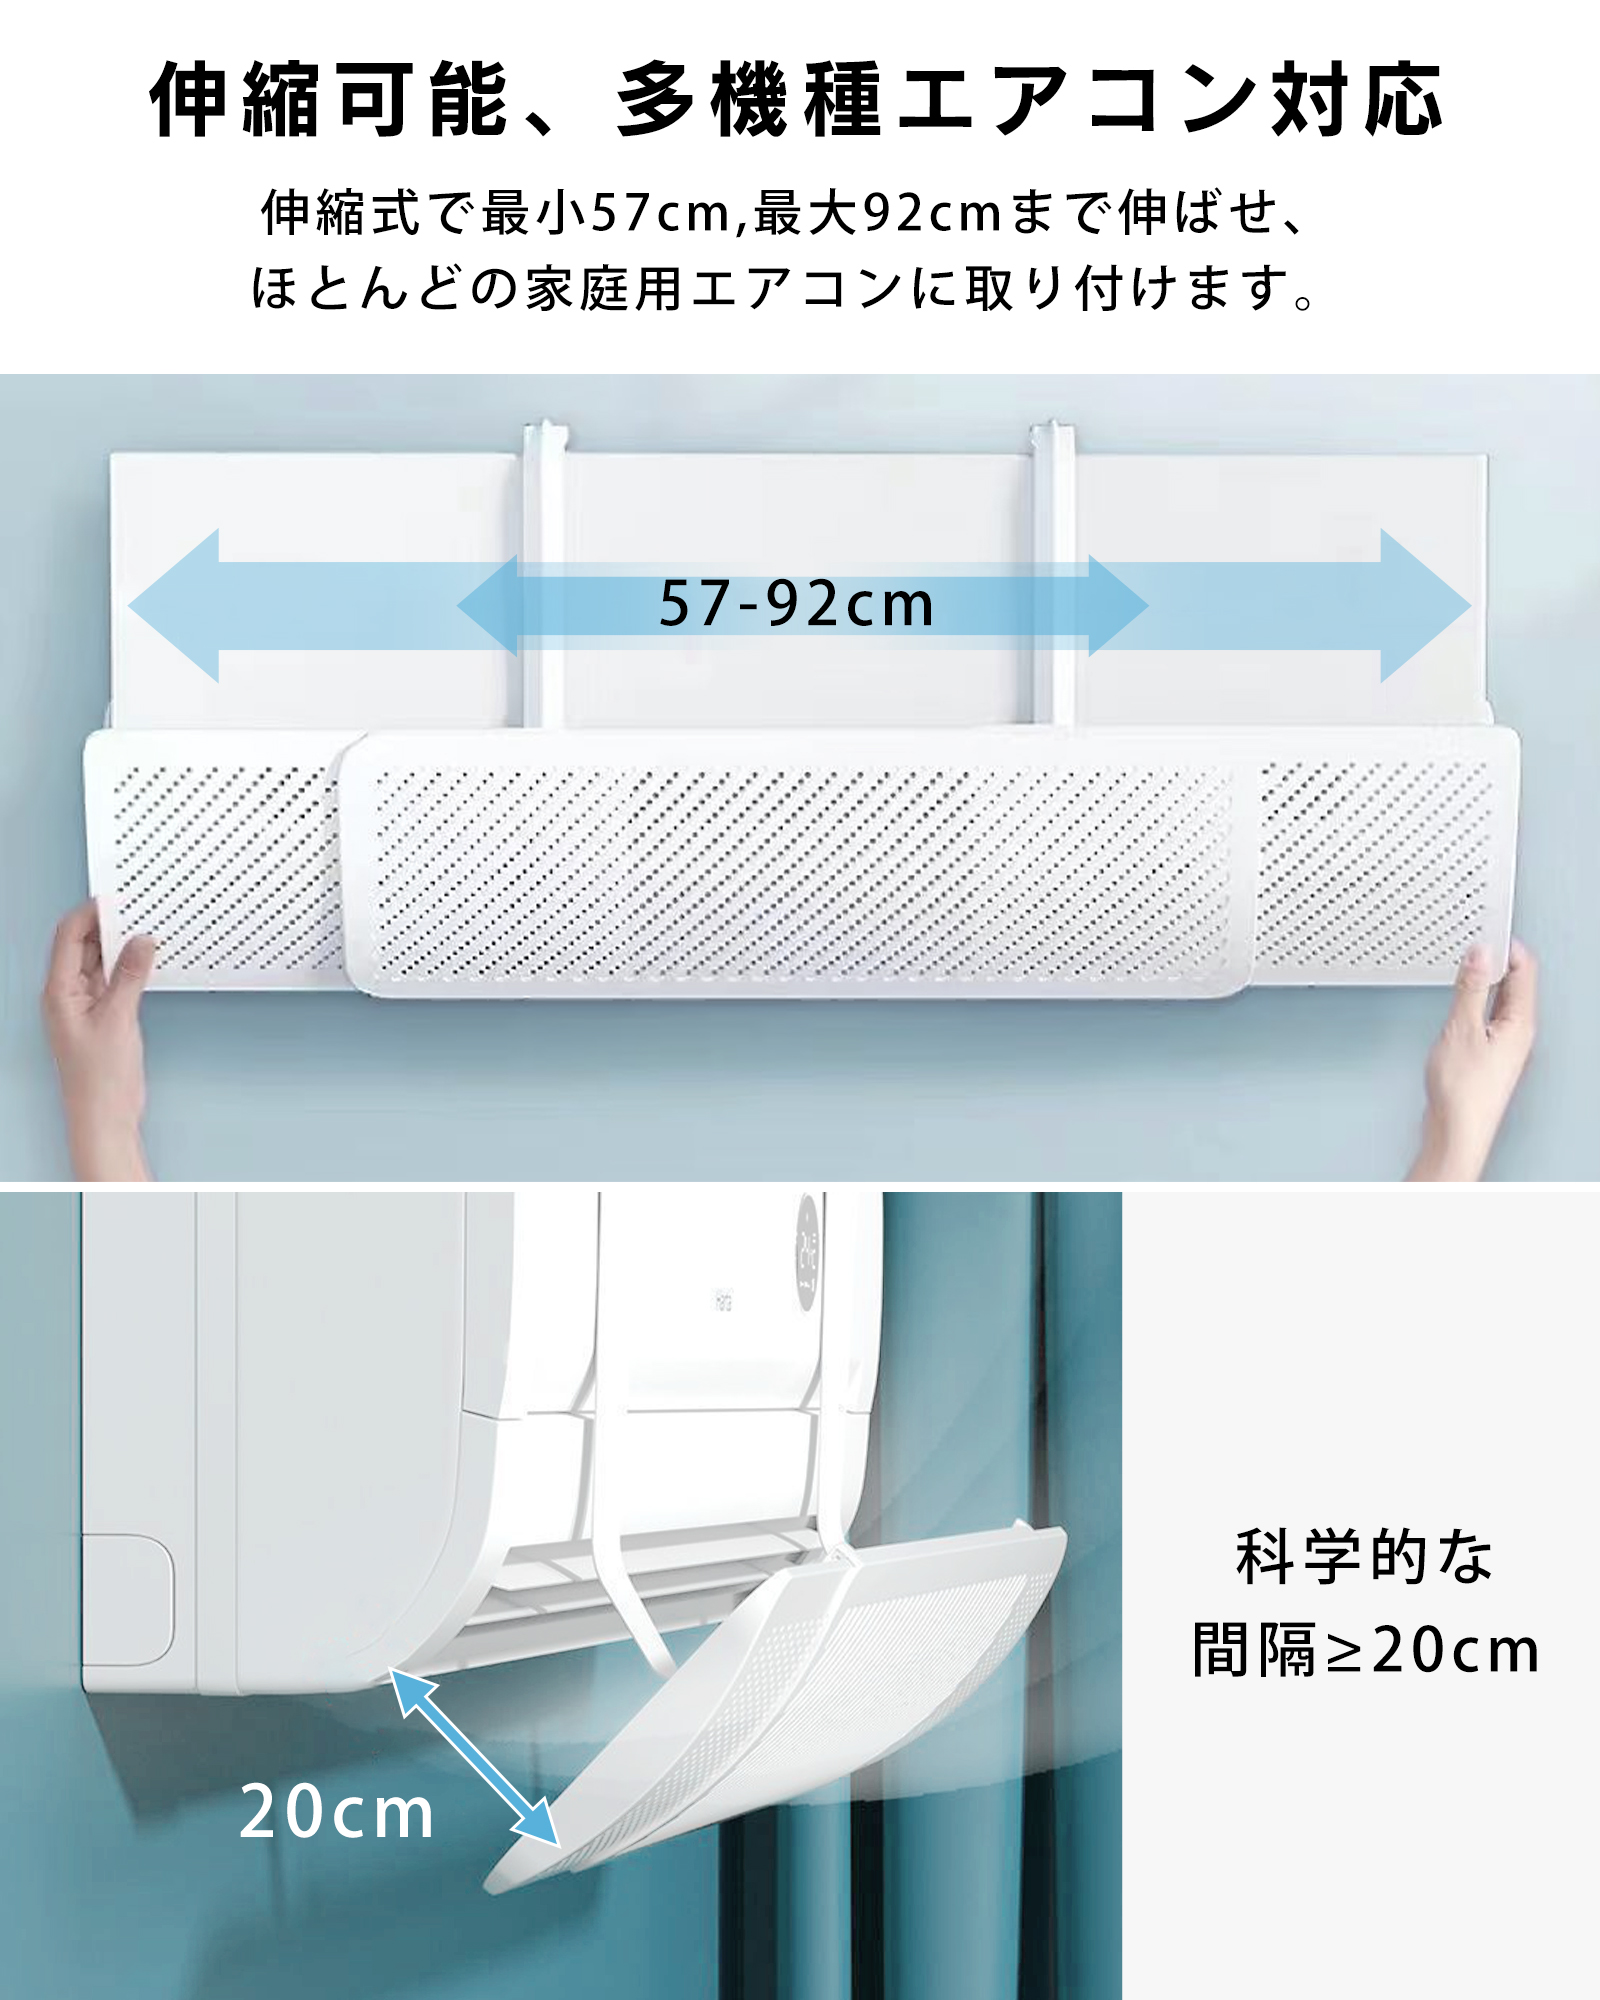 伸縮可能、多機種エアコン対応
伸縮式で最小57cm,最大92cmまで伸ばせ、
ほとんどの家庭用エアコンに取り付けます。
57-92cm
科学的な
間隔≥20cm
20cm